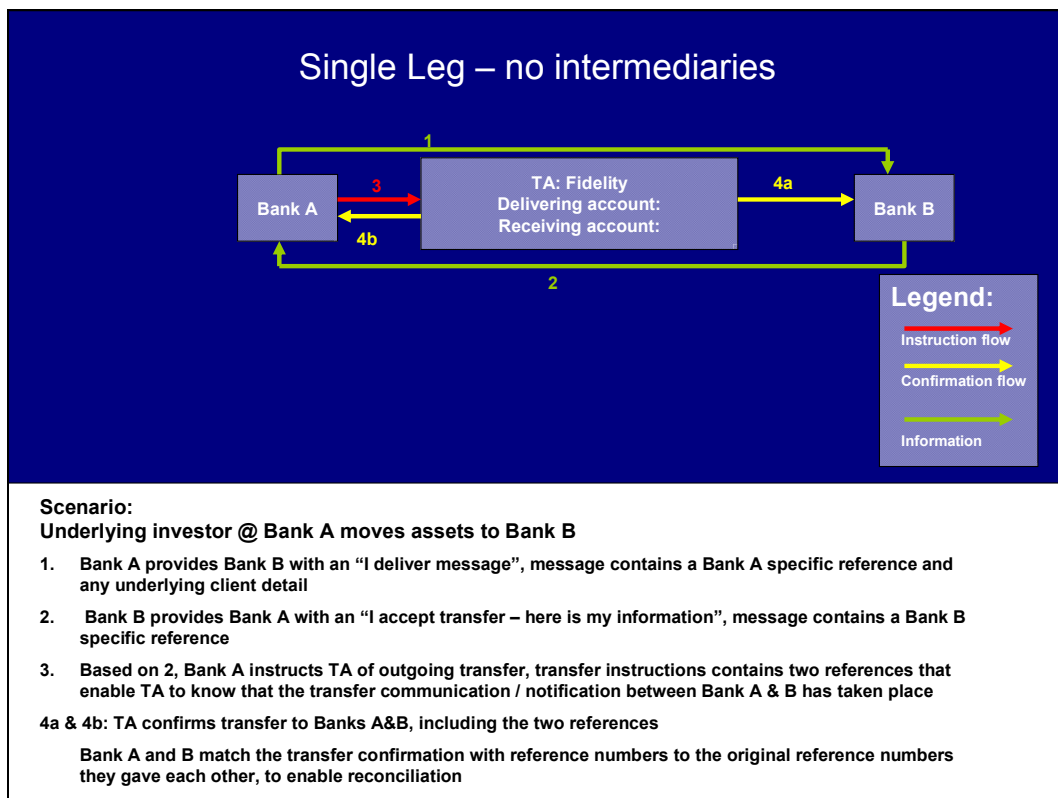 Single Leg – no intermediaries
1
Bank A
3
4b
TA: Fidelity
Delivering account:
Receiving account:
4a
Bank B
2
Legend:
Instruction flow
Confirmation flow
Information
Scenario:
Underlying investor @ Bank A moves assets to Bank B
1. Bank A provides Bank B with an “I deliver message”, message contains a Bank A specific reference and
any underlying client detail
2. Bank B provides Bank A with an “I accept transfer – here is my information”, message contains a Bank B
specific reference
3. Based on 2, Bank A instructs TA of outgoing transfer, transfer instructions contains two references that
enable TA to know that the transfer communication / notification between Bank A & B has taken place
4a & 4b: TA confirms transfer to Banks A&B, including the two references
Bank A and B match the transfer confirmation with reference numbers to the original reference numbers
they gave each other, to enable reconciliation